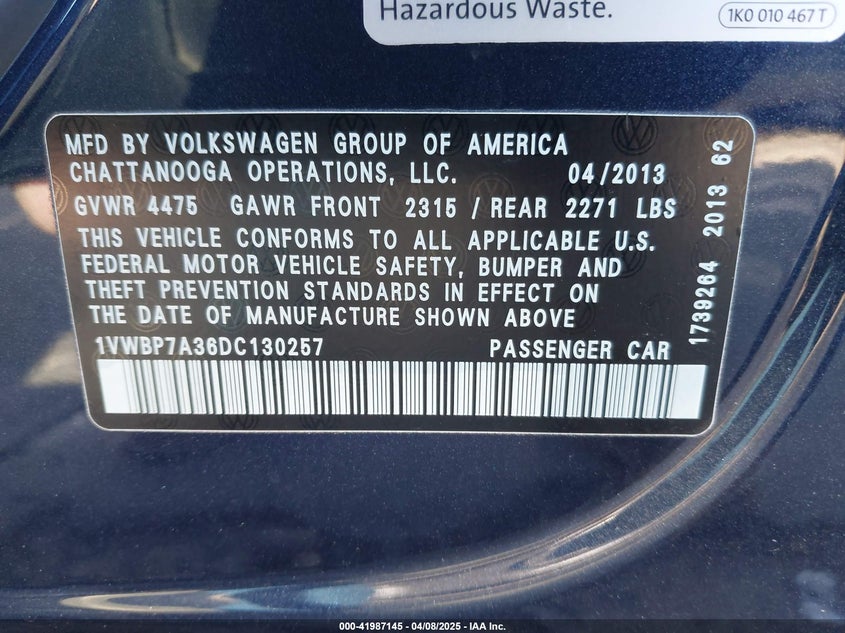 Hazardous Waste.
1K0 010 467 T
MFD BY VOLKSWAGEN GROUP OF AMERICA
CHATTANOOGA OPERATIONS, LLC. 04/2013
GVWR 4475 GAWR FRONT 2315 / REAR 2271 LBS
THIS VEHICLE CONFORMS TO ALL APPLICABLE U.S.
FEDERAL MOTOR VEHICLE SAFETY, BUMPER AND
THEFT PREVENTION STANDARDS IN EFFECT ON
THE DATE OF MANUFACTURE SHOWN ABOVE
1VWBP7A36DC130257 PASSENGER CAR
1739264 2013 62
000-41987145 - 04/08/2025 - IAA Inc.